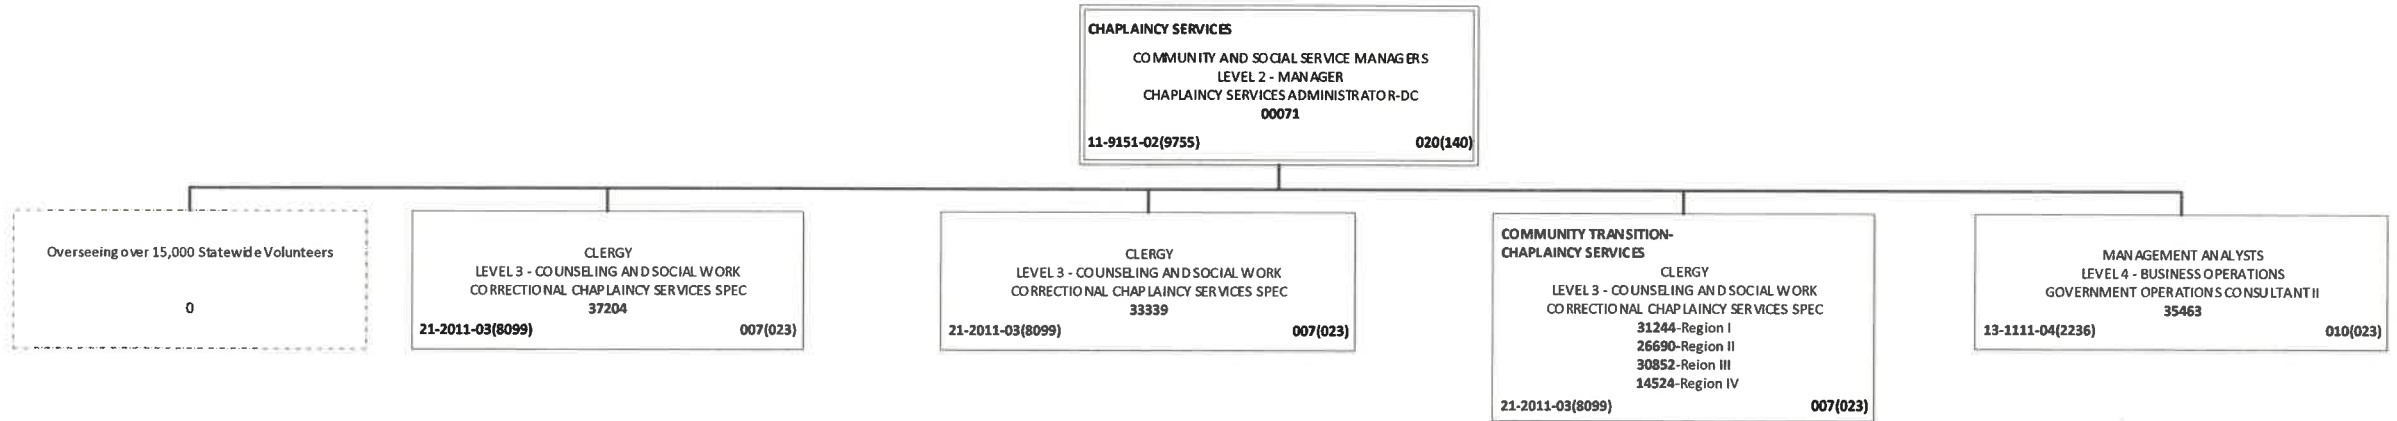 CHAPLAINCY SERVICES
COMMUNITY AND SOCIAL SERVICE MANAGERS
LEVEL 2 - MANAGER
CHAPLAINCY SERVICES ADMINISTRATOR-DC
00071
11-9151-02(9755) 020(140)
Overseeing over 15,000 Statewide Volunteers
0
CLERGY
LEVEL 3 - COUNSELING AND SOCIAL WORK
CORRECTIONAL CHAPLAINCY SERVICES SPEC
37204
21-2011-03(8099) 007(023)
CLERGY
LEVEL 3 - COUNSELING AND SOCIAL WORK
CORRECTIONAL CHAPLAINCY SERVICES SPEC
33339
21-2011-03(8099) 007(023)
COMMUNITY TRANSITION-
CHAPLAINCY SERVICES
CLERGY
LEVEL 3 - COUNSELING AND SOCIAL WORK
CORRECTIONAL CHAPLAINCY SERVICES SPEC
31244-Region I
26690-Region II
30852-Reion III
14524-Region IV
21-2011-03(8099) 007(023)
MANAGEMENT ANALYSTS
LEVEL 4 - BUSINESS OPERATIONS
GOVERNMENT OPERATIONS CONSULTANT II
35463
13-1111-04(2236) 010(023)